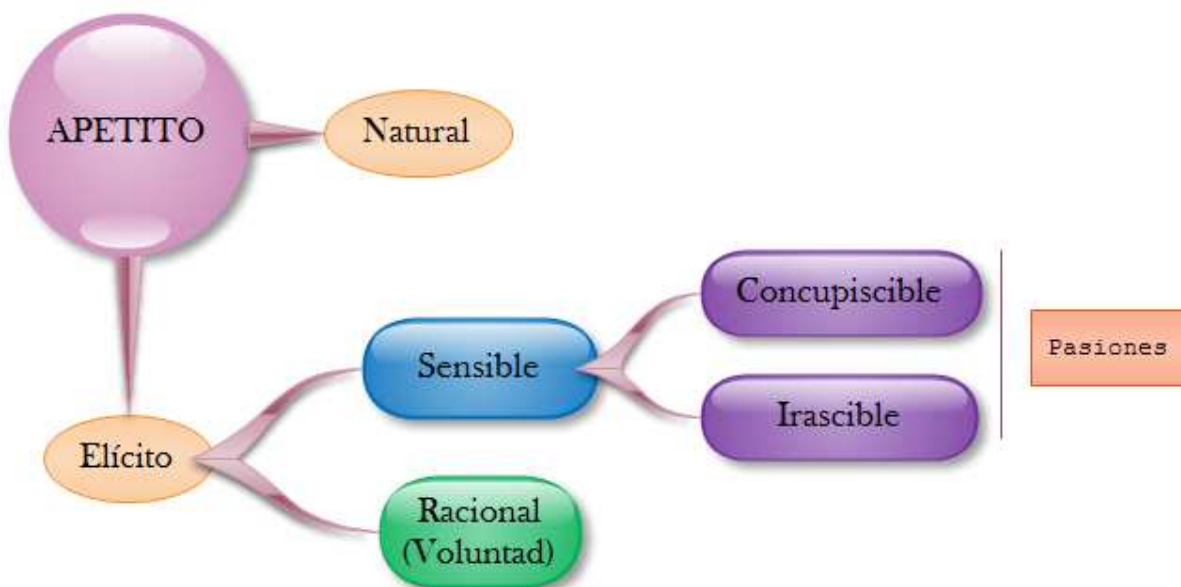 APETITO
Natural
Elícito
Sensible
Racional
(Voluntad)
Concupiscible
Irascible
Pasiones